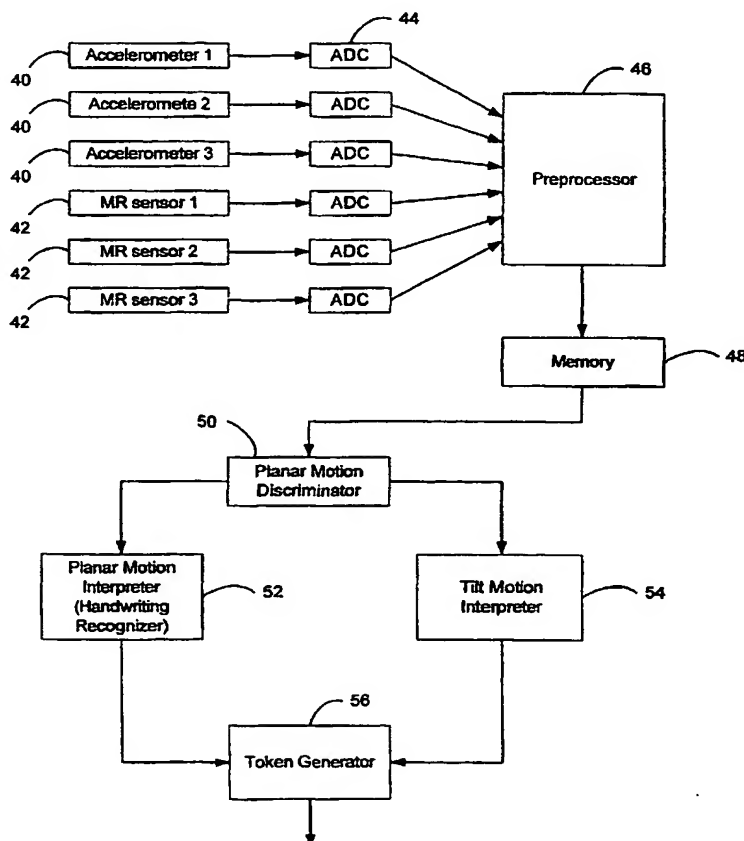 44
40 Accelerometer 1 ADC
46
40 Acceleromete 2 ADC
40 Accelerometer 3 ADC
Preprocessor
42 MR sensor 1 ADC
42 MR sensor 2 ADC
42 MR sensor 3 ADC
Memory 48
50
Planar Motion
Discriminator
Planar Motion
Interpreter
(Handwriting
Recognizer)
52
Tilt Motion
Interpreter
54
56
Token Generator